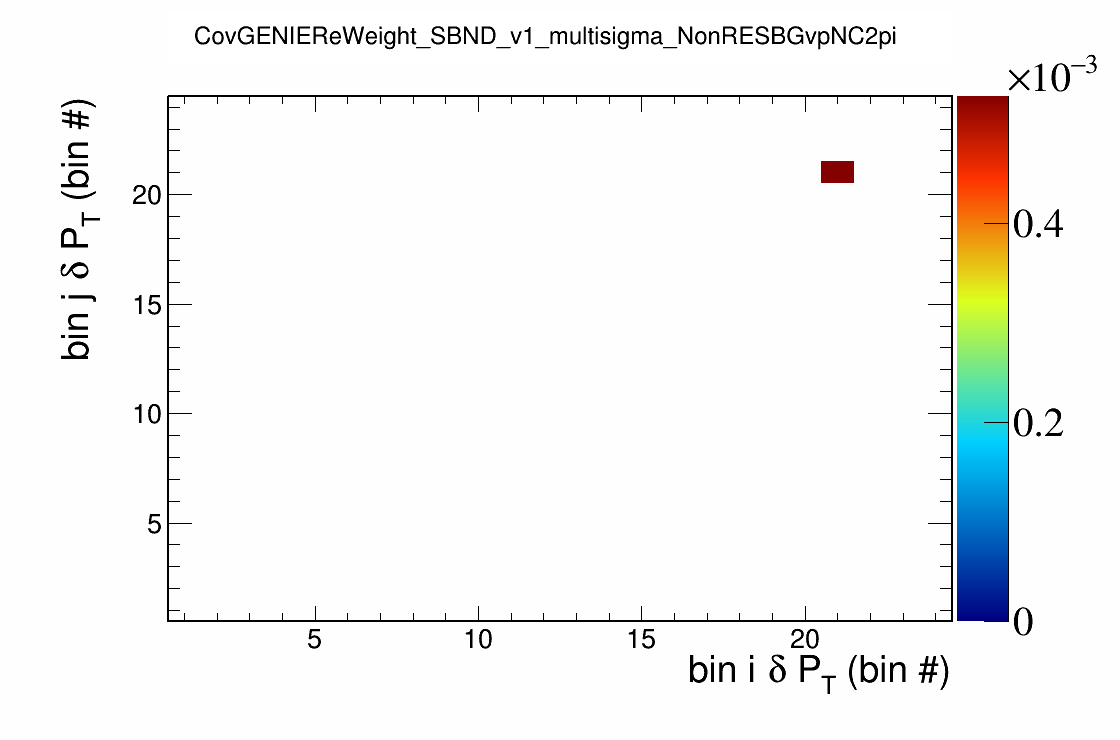 CovGENIEReWeight_SBND_v1_multisigma_NonRESBGvpNC2pi
×10⁻³
bin j δ P_T (bin #)
20
15
10
5
5 10 15 20
bin i δ P_T (bin #)
0.4
0.2
0